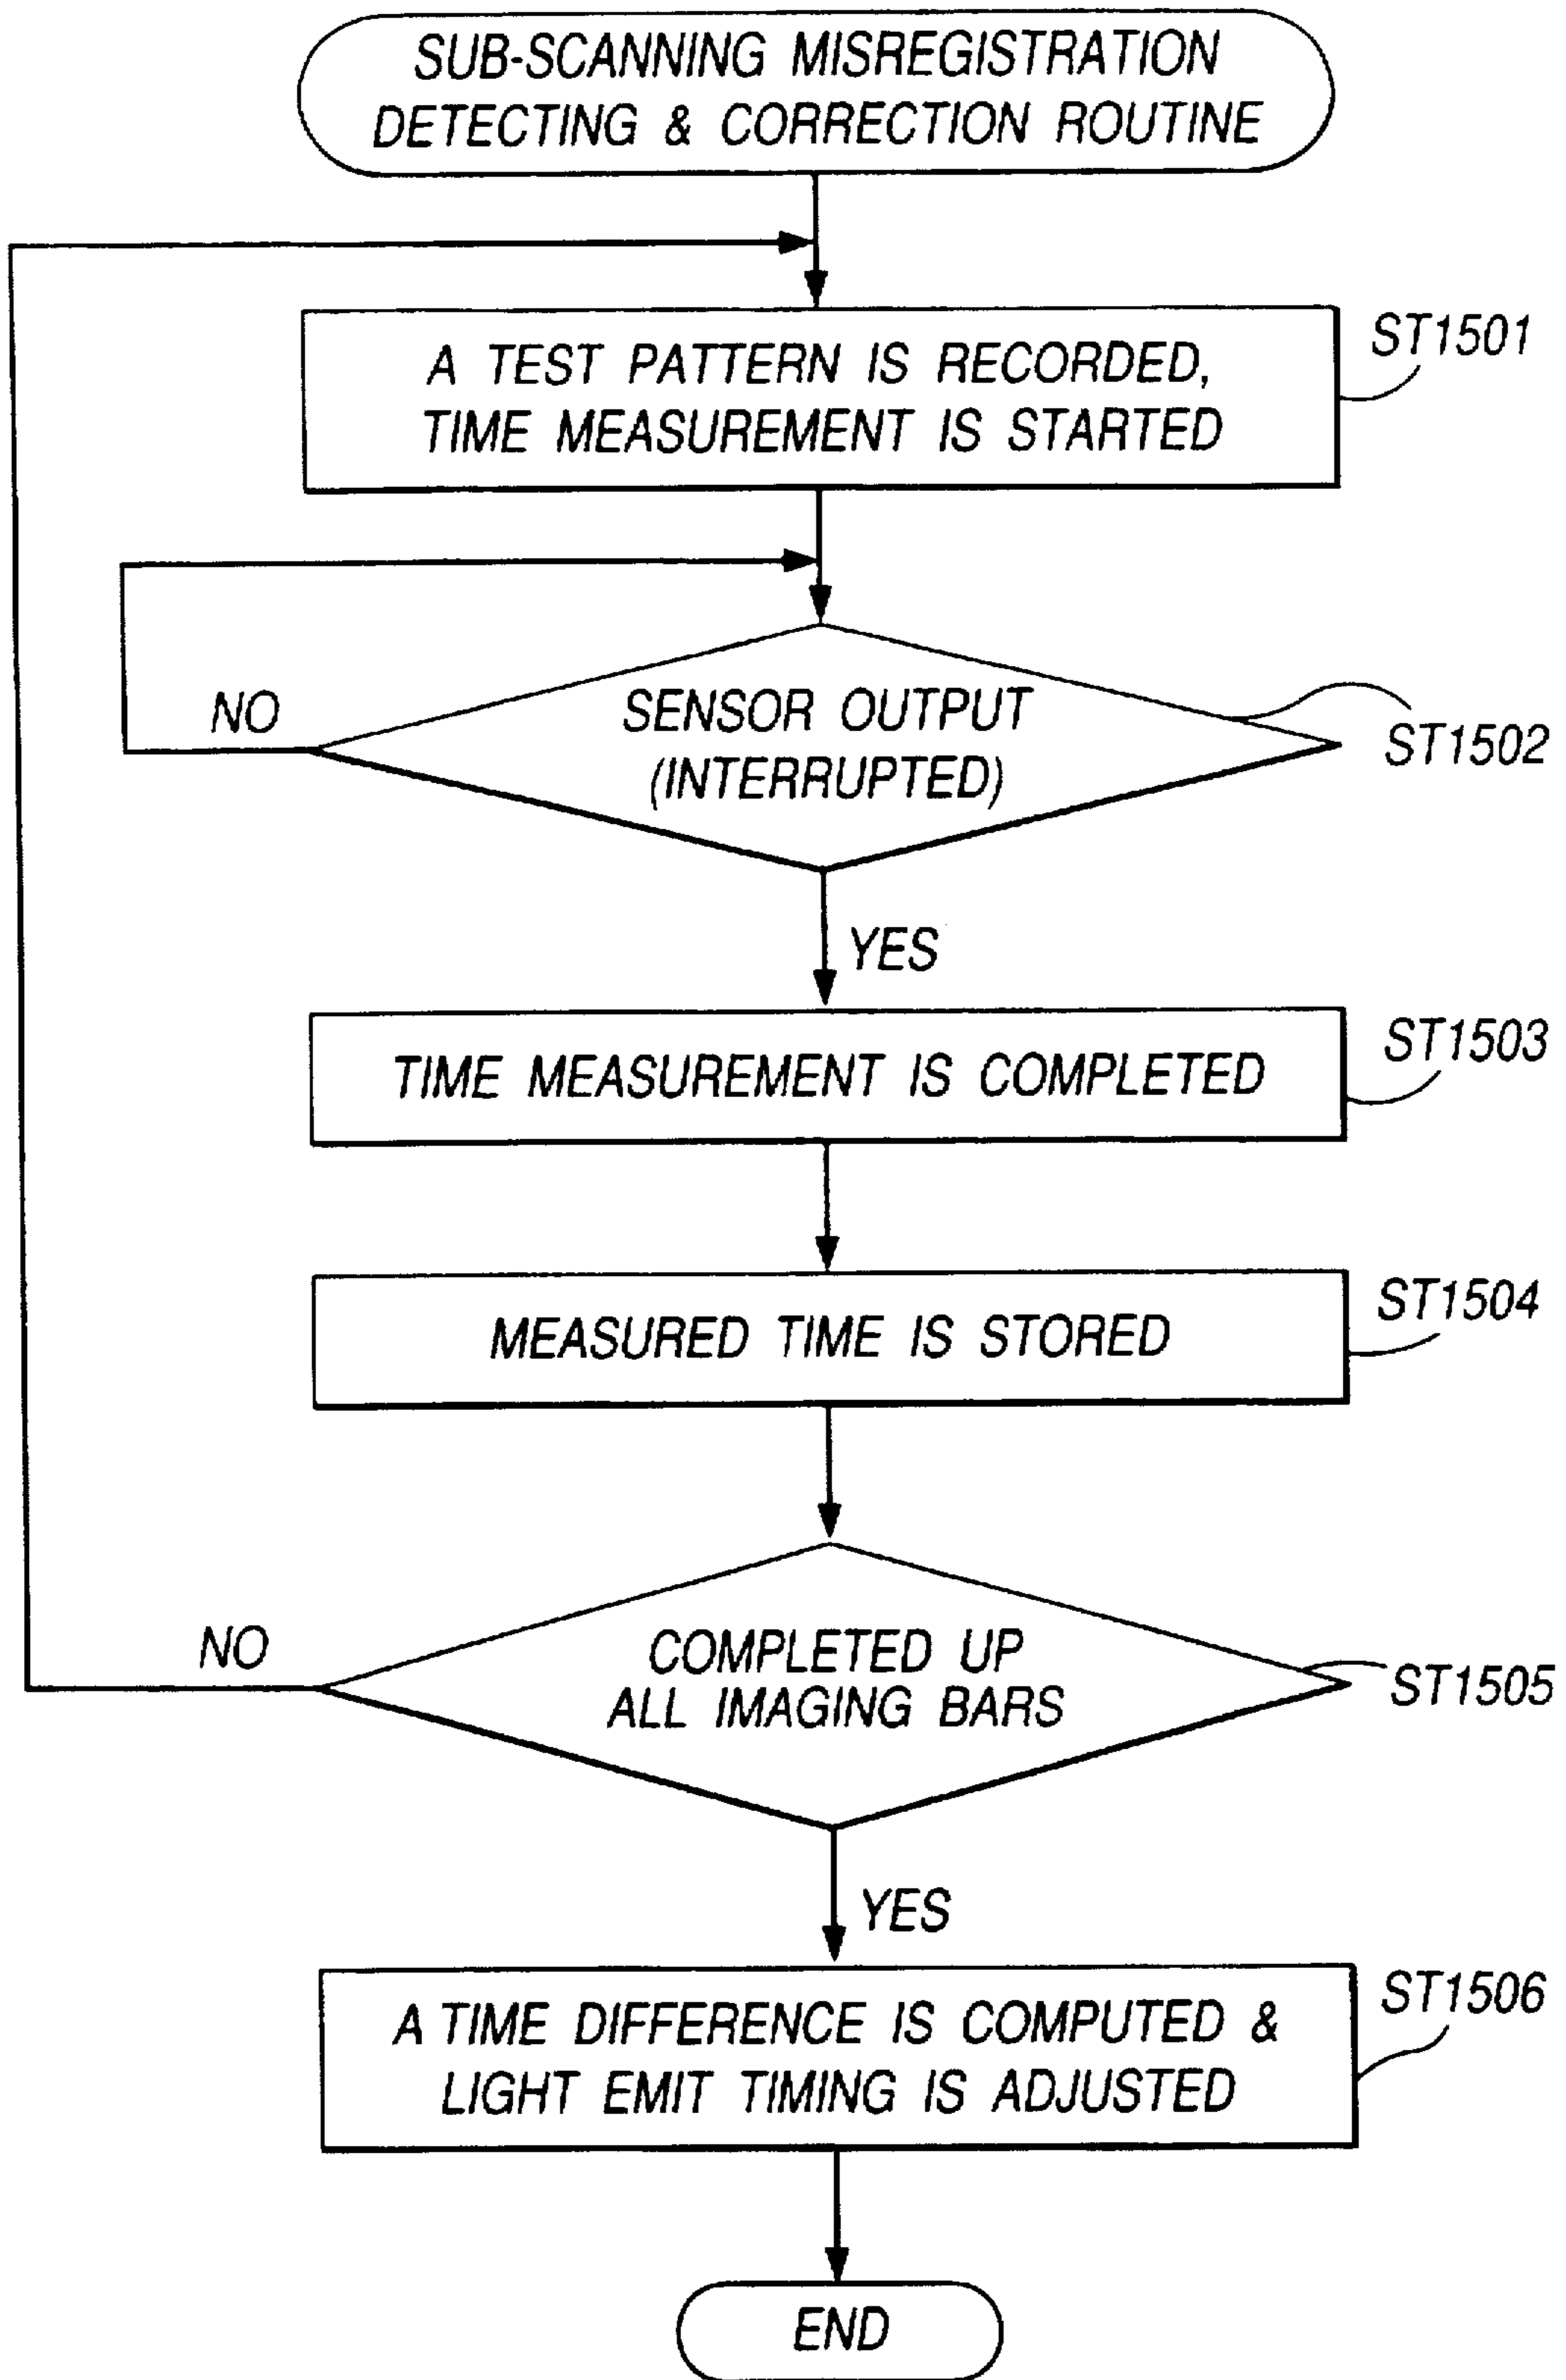 SUB-SCANNING MISREGISTRATION
DETECTING & CORRECTION ROUTINE
A TEST PATTERN IS RECORDED,
TIME MEASUREMENT IS STARTED
ST1501
NO
SENSOR OUTPUT
(INTERRUPTED)
ST1502
YES
TIME MEASUREMENT IS COMPLETED
ST1503
MEASURED TIME IS STORED
ST1504
NO
COMPLETED UP
ALL IMAGING BARS
ST1505
YES
A TIME DIFFERENCE IS COMPUTED &
LIGHT EMIT TIMING IS ADJUSTED
ST1506
END